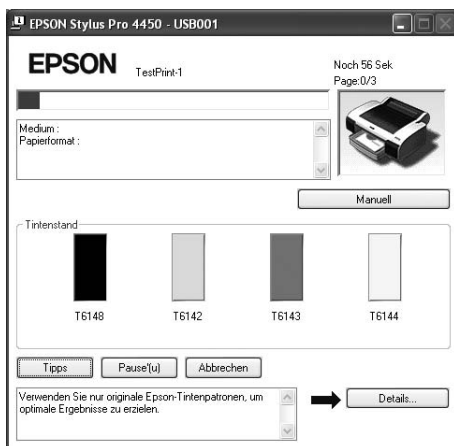 EPSON Stylus Pro 4450 - USB001
EPSON
TestPrint-1
Noch 56 Sek
Page:0/3
Medium :
Papierformat :
Manuell
Tintenstand
T6148
T6142
T6143
T6144
Tipps
Pause'(u)
Abbrechen
Verwenden Sie nur originale Epson-Tintenpatronen, um
optimale Ergebnisse zu erzielen.
Details...